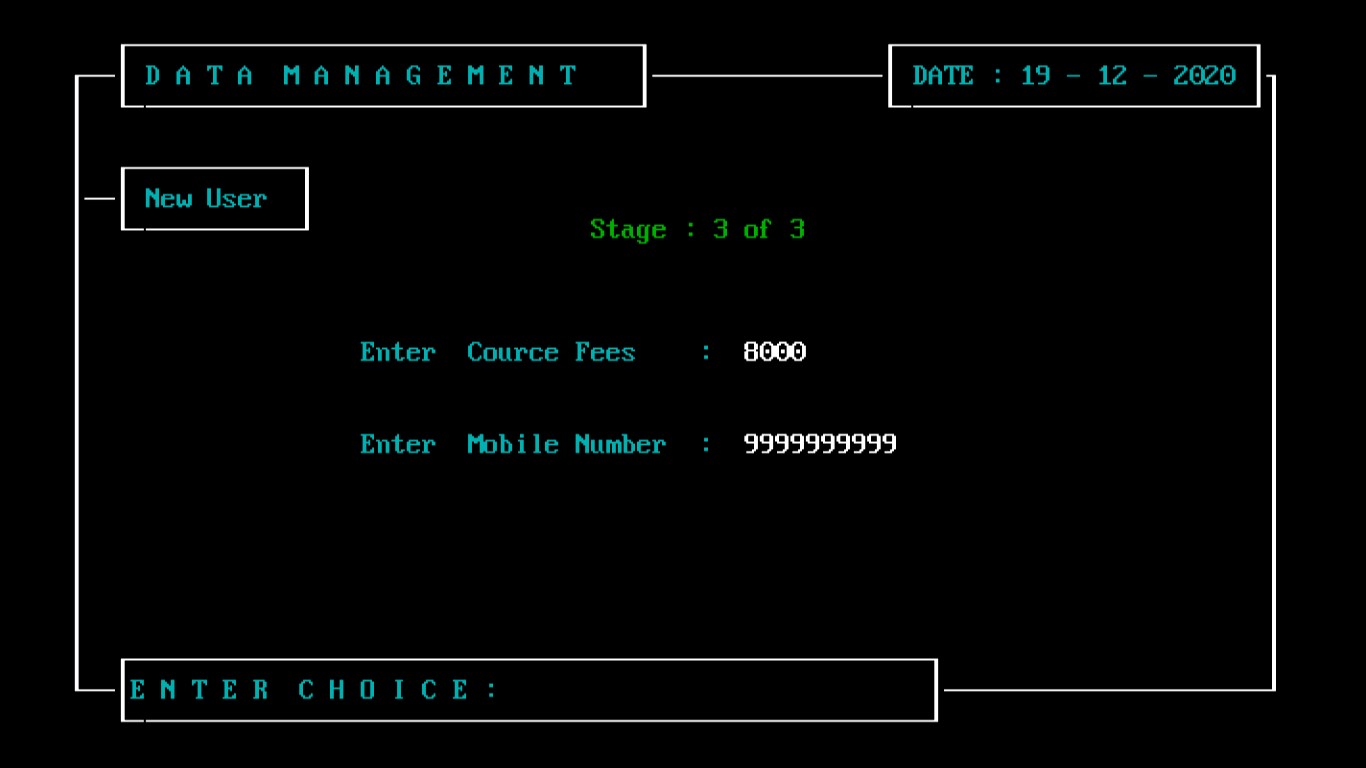 D A T A  M A N A G E M E N T
DATE : 19 - 12 - 2020
New User
Stage : 3 of 3
Enter Cource Fees : 8000
Enter Mobile Number : 9999999999
E N T E R  C H O I C E :